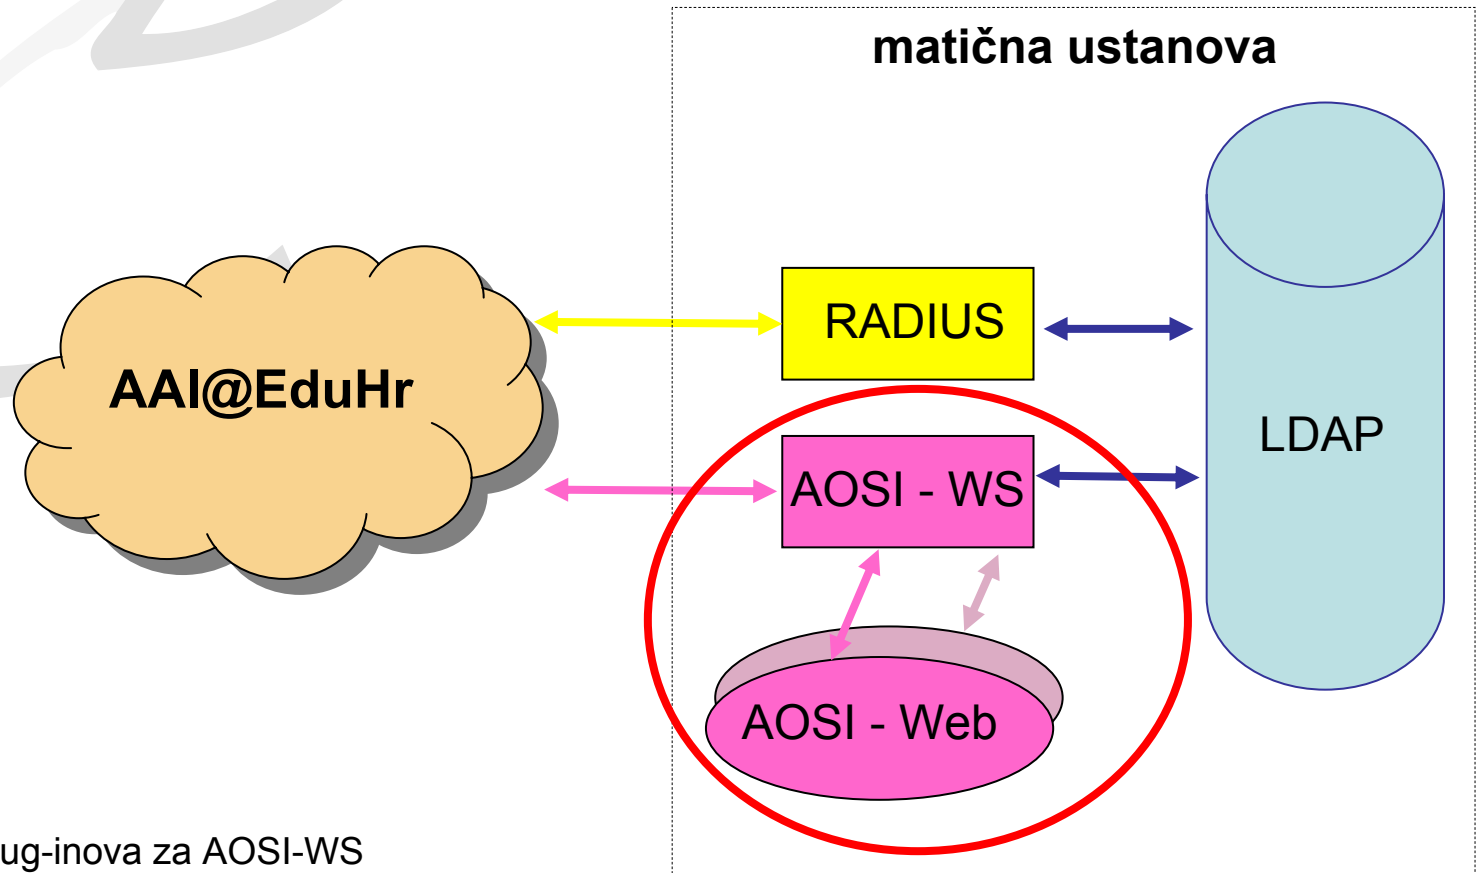 matična ustanova
RADIUS
AAI@EduHr
LDAP
AOSI - WS
AOSI - Web
ug-inova za AOSI-WS